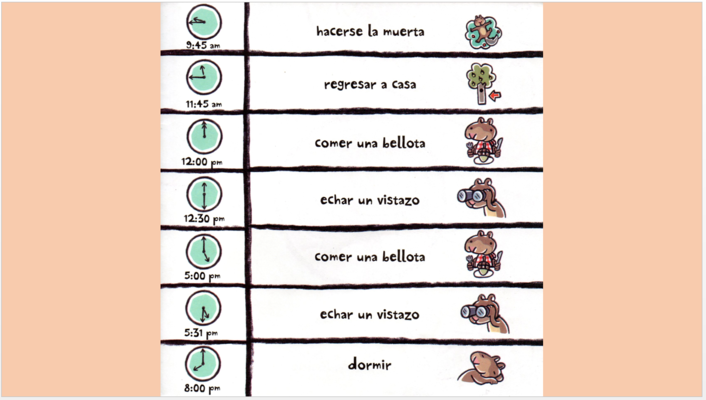 9:45 am
hacerse la muerta
11:45 am
regresar a casa
12:00 pm
comer una bellota
12:30 pm
echar un vistazo
5:00 pm
comer una bellota
5:31 pm
echar un vistazo
8:00 pm
dormir